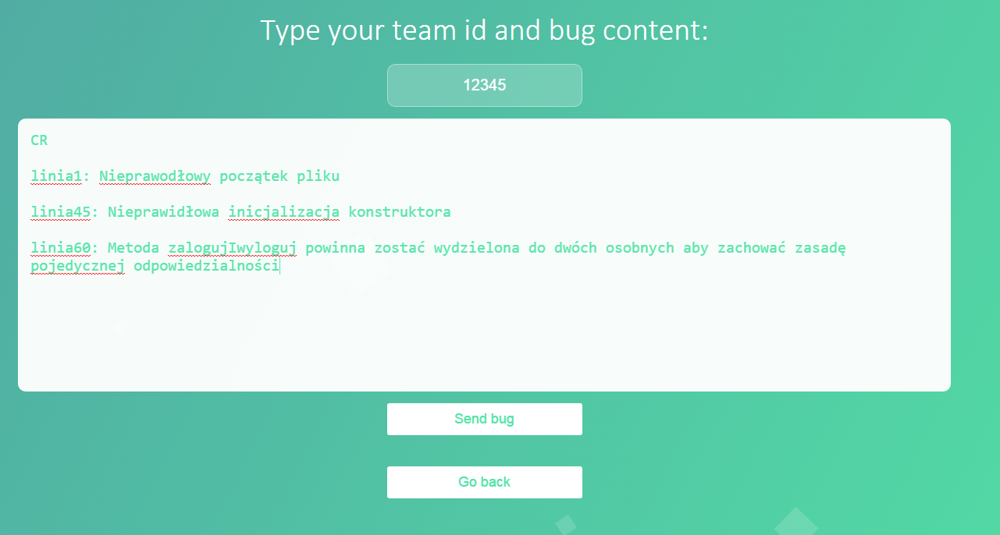 Type your team id and bug content:
12345
CR
linia1: Nieprawodłowy początek pliku
linia45: Nieprawidłowa inicjalizacja konstruktora
linia60: Metoda zalogujIwyloguj powinna zostać wydzielona do dwóch osobnych aby zachować zasadę
pojedycznej odpowiedzialności
Send bug
Go back